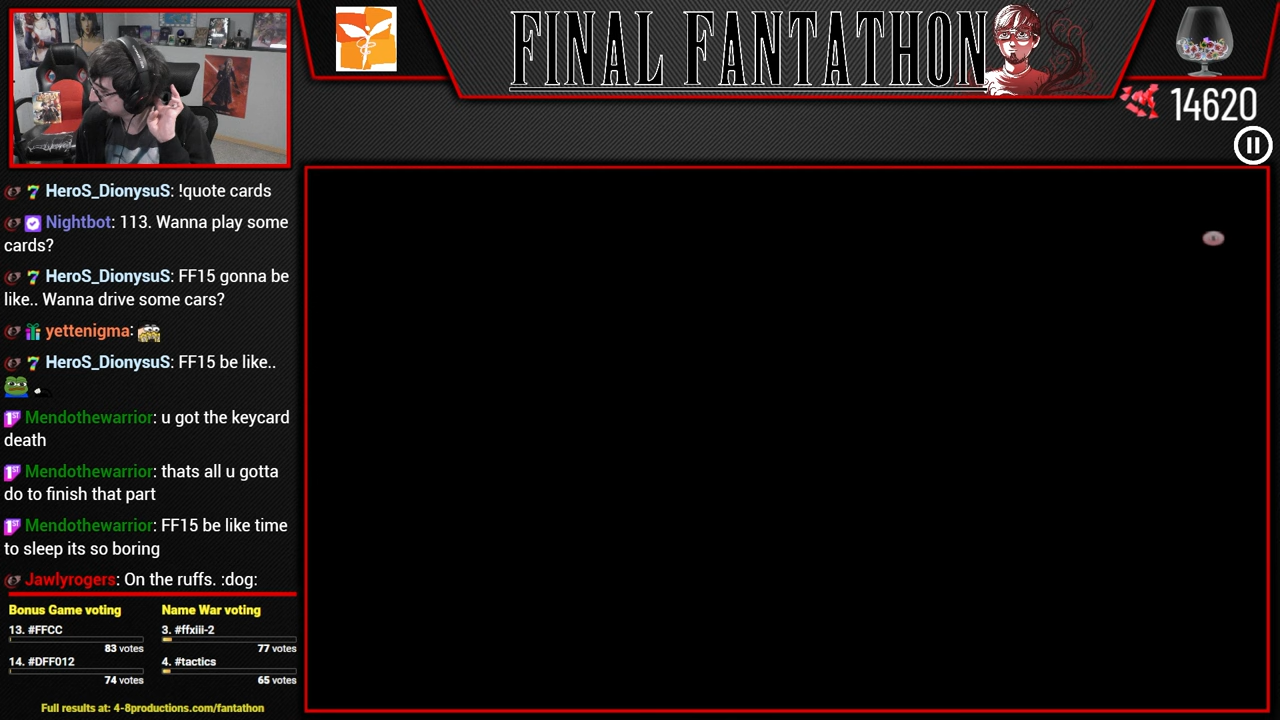 FINAL FANTATHON
14620
HeroS_DionysuS: !quote cards
Nightbot: 113. Wanna play some
cards?
HeroS_DionysuS: FF15 gonna be
like.. Wanna drive some cars?
yettenigma:
HeroS_DionysuS: FF15 be like..
Mendothewarrior: u got the keycard
death
Mendothewarrior: thats all u gotta
do to finish that part
Mendothewarrior: FF15 be like time
to sleep its so boring
Jawlyrogers: On the ruffs. :dog:
Bonus Game voting
13. #FFCC
83 votes
14. #DFF012
74 votes
Name War voting
3. #ffxiii-2
77 votes
4. #tactics
65 votes
Full results at: 4-8productions.com/fantathon